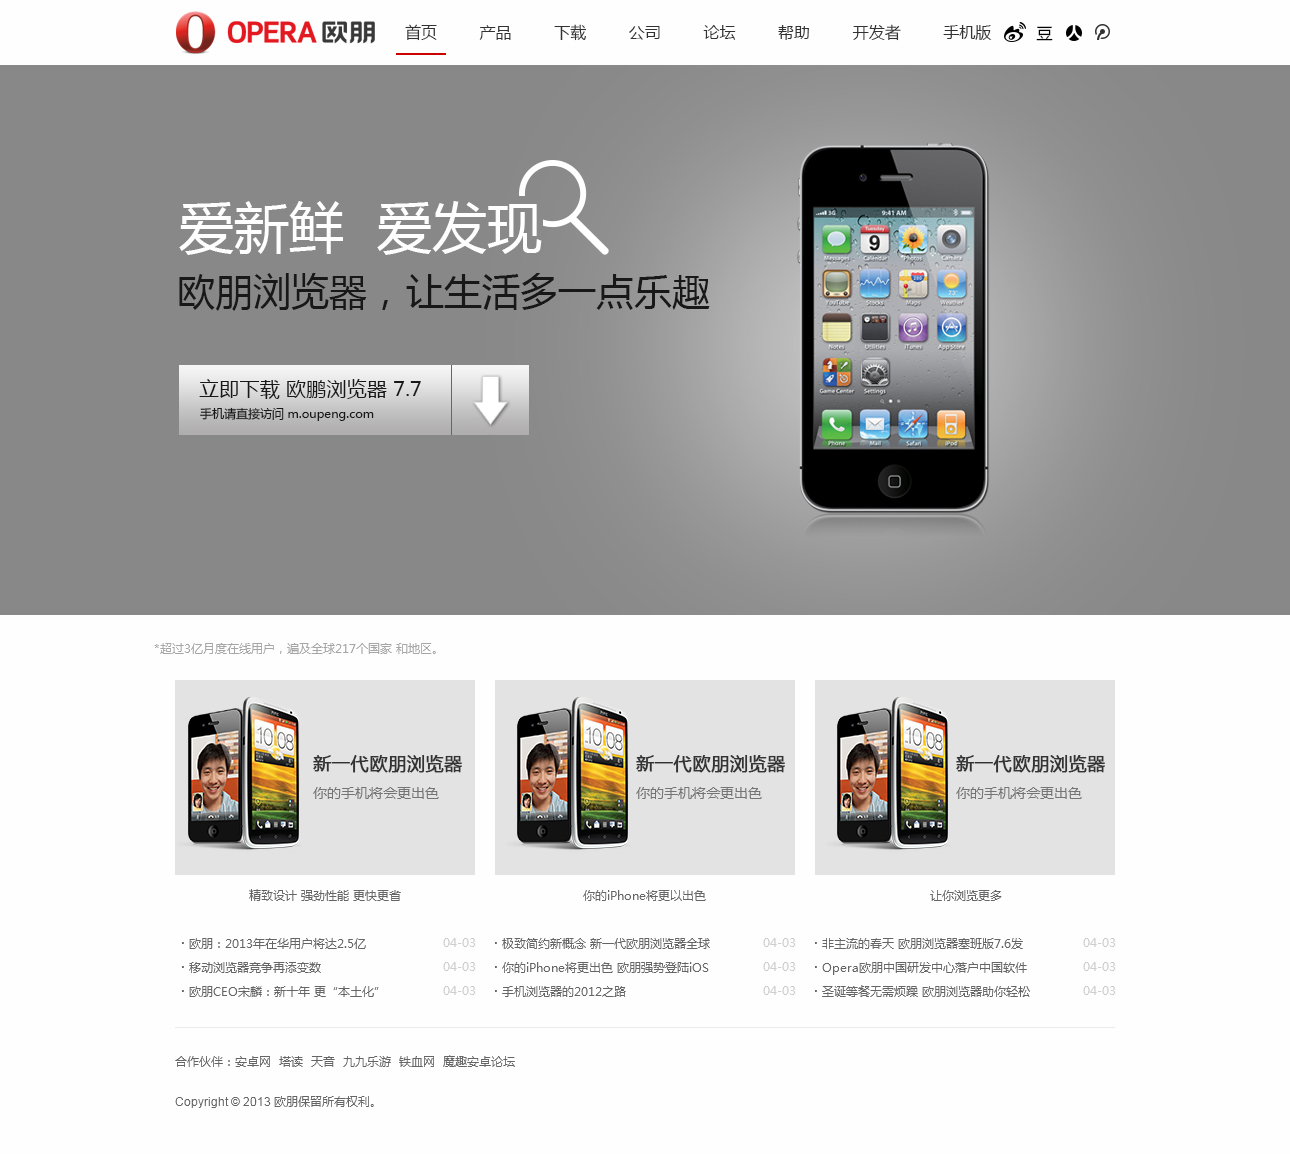 OPERA 欧朋 首页 产品 下载 公司 论坛 帮助 开发者 手机版 豆
爱新鲜 爱发现
欧朋浏览器，让生活多一点乐趣
立即下载 欧鹏浏览器 7.7
手机请直接访问 m.oupeng.com
3G 9:41 AM
Tuesday
9
Messages Calendar Photos Camera
YouTube Stocks Maps Weather
Notes Utilities iTunes App Store
Game Center Settings
Phone Mail Safari iPod
*超过3亿月度在线用户，遍及全球217个国家 和地区。
10:08
新一代欧朋浏览器
你的手机将会更出色
精致设计 强劲性能 更快更省
10:08
新一代欧朋浏览器
你的手机将会更出色
你的iPhone将更以出色
10:08
新一代欧朋浏览器
你的手机将会更出色
让你浏览更多
· 欧朋：2013年在华用户将达2.5亿 04-03
· 移动浏览器竞争再添变数 04-03
· 欧朋CEO宋麟：新十年 更“本土化” 04-03
· 极致简约新概念 新一代欧朋浏览器全球 04-03
· 你的iPhone将更出色 欧朋强势登陆iOS 04-03
· 手机浏览器的2012之路 04-03
· 非主流的春天 欧朋浏览器塞班版7.6发 04-03
· Opera欧朋中国研发中心落户中国软件 04-03
· 圣诞等餐无需烦躁 欧朋浏览器助你轻松 04-03
合作伙伴：安卓网 塔读 天音 九九乐游 铁血网 魔趣安卓论坛
Copyright © 2013 欧朋保留所有权利。